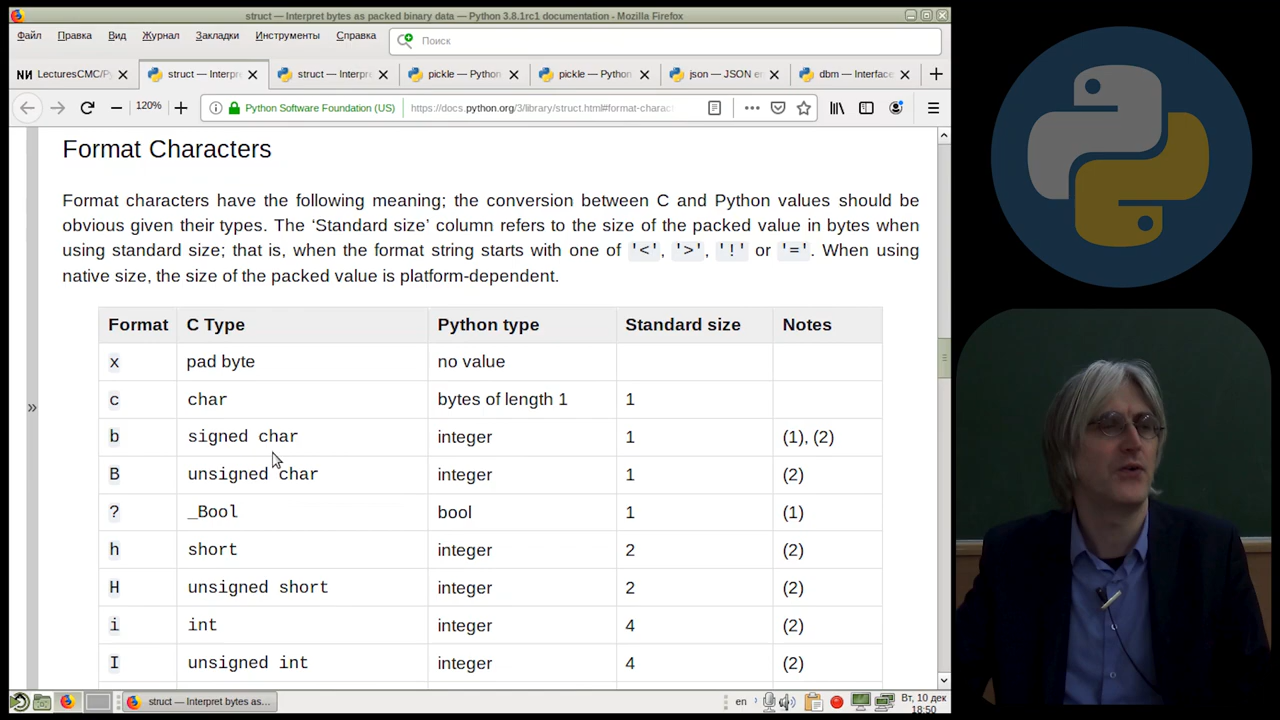 struct — Interpret bytes as packed binary data — Python 3.8.1rc1 documentation - Mozilla Firefox
Файл Правка Вид Журнал Закладки Инструменты Справка Поиск
LecturesCMC/Py struct — Interpre struct — Interpre pickle — Python pickle — Python json — JSON en dbm — Interface
120% Python Software Foundation (US) https://docs.python.org/3/library/struct.html#format-charact
Format Characters
Format characters have the following meaning; the conversion between C and Python values should be
obvious given their types. The ‘Standard size’ column refers to the size of the packed value in bytes when
using standard size; that is, when the format string starts with one of '<', '>', '!' or '='. When using
native size, the size of the packed value is platform-dependent.
Format C Type Python type Standard size Notes
x pad byte no value
c char bytes of length 1 1
b signed char integer 1 (1), (2)
B unsigned char integer 1 (2)
? _Bool bool 1 (1)
h short integer 2 (2)
H unsigned short integer 2 (2)
i int integer 4 (2)
I unsigned int integer 4 (2)
struct — Interpret bytes as... en Вт, 10 дек
18:50